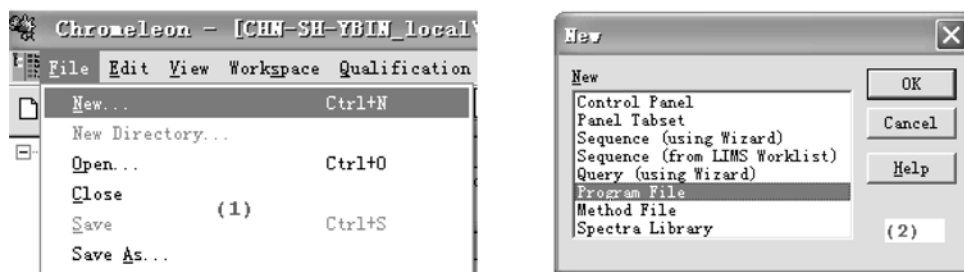 Chromeleon - [CHN-SH-YBIN_local\
File Edit View Workspace Qualification
New... Ctrl+N
New Directory...
Open... Ctrl+O
Close
(1)
Save Ctrl+S
Save As...
New
New
Control Panel
Panel Tabset
Sequence (using Wizard)
Sequence (from LIMS Worklist)
Query (using Wizard)
Program File
Method File
Spectra Library
OK
Cancel
Help
(2)